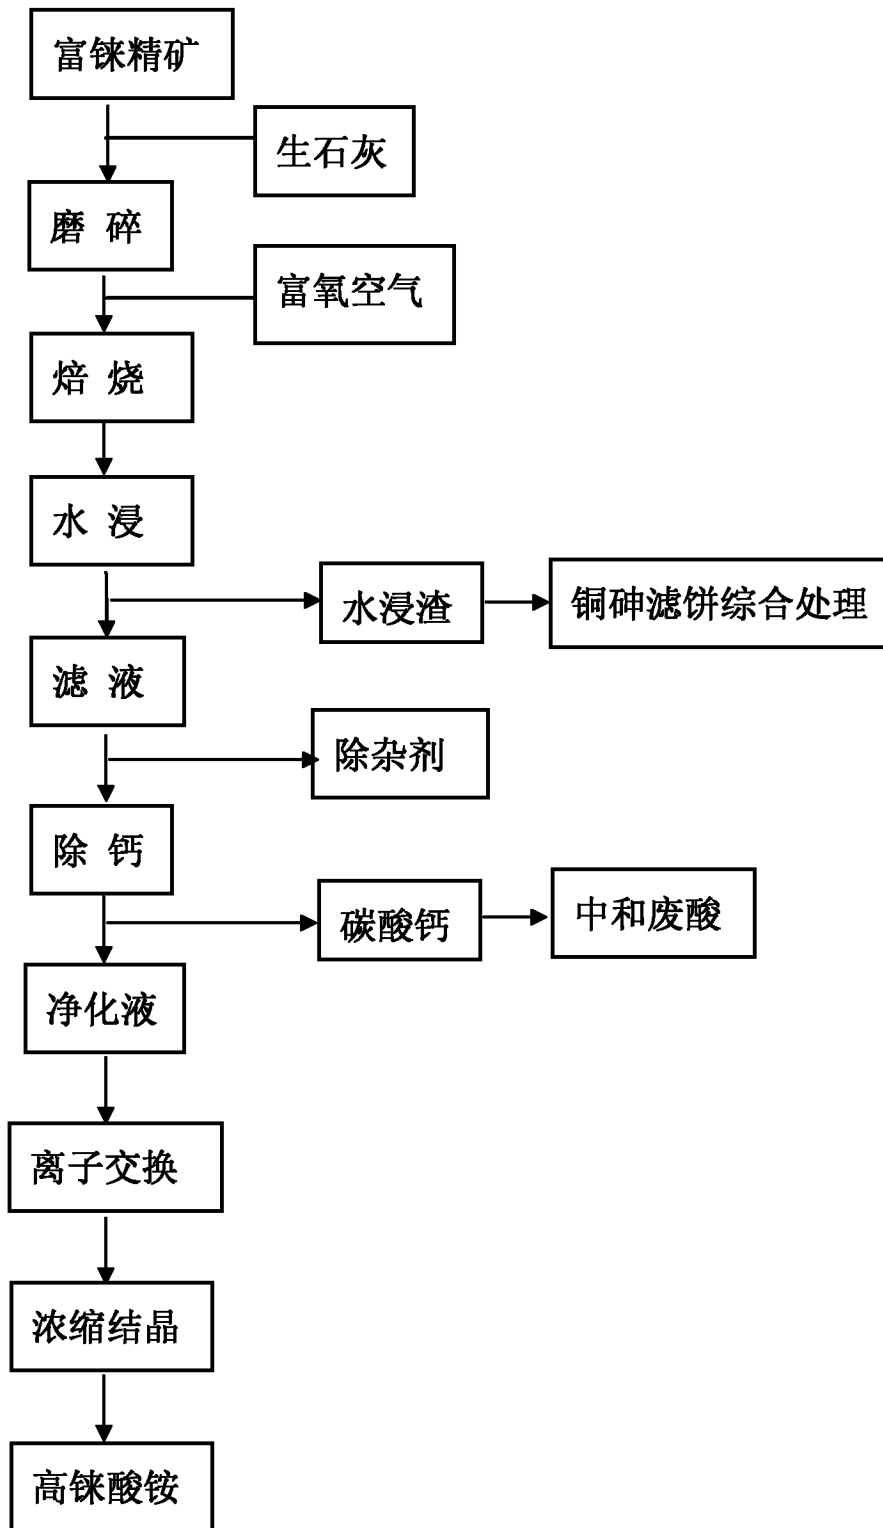 富铼精矿
生石灰
磨 碎
富氧空气
焙 烧
水 浸
水浸渣
铜砷滤饼综合处理
滤 液
除杂剂
除 钙
碳酸钙
中和废酸
净化液
离子交换
浓缩结晶
高铼酸铵